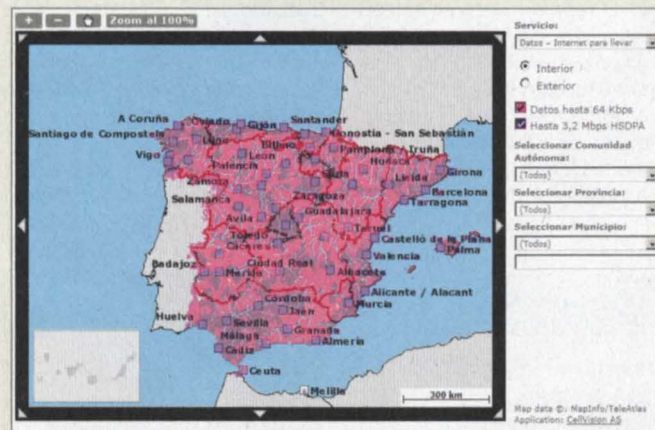 Zoom al 100%
Servicio:
Datos - Internet para llevar
Interior
Exterior
Datos hasta 64 Kbps
Hasta 3,2 Mbps HSDPA
Seleccionar Comunidad
Autónoma:
(Todos)
Seleccionar Provincia:
(Todos)
Seleccionar Municipio:
(Todos)
A Coruña
Oviedo
Gijón
Santander
Santiago de Compostela
Lugo
Bilbao
Donostia - San Sebastián
Vigo
León
Pamplona / Iruña
Palencia
Huesca
Girona
Zamora
Soria
Lleida
Barcelona
Salamanca
Zaragoza
Tarragona
Avila
Guadalajara
Toledo
Teruel
Cáceres
Castelló de la Plana
Palma
Badajoz
Ciudad Real
Valencia
Mérida
Albacete
Alicante / Alacant
Córdoba
Murcia
Huelva
Jaén
Sevilla
Granada
Málaga
Almería
Cádiz
Ceuta
Melilla
300 km
Map data ©: MapInfo/TeleAtlas
Application: CellVision AS